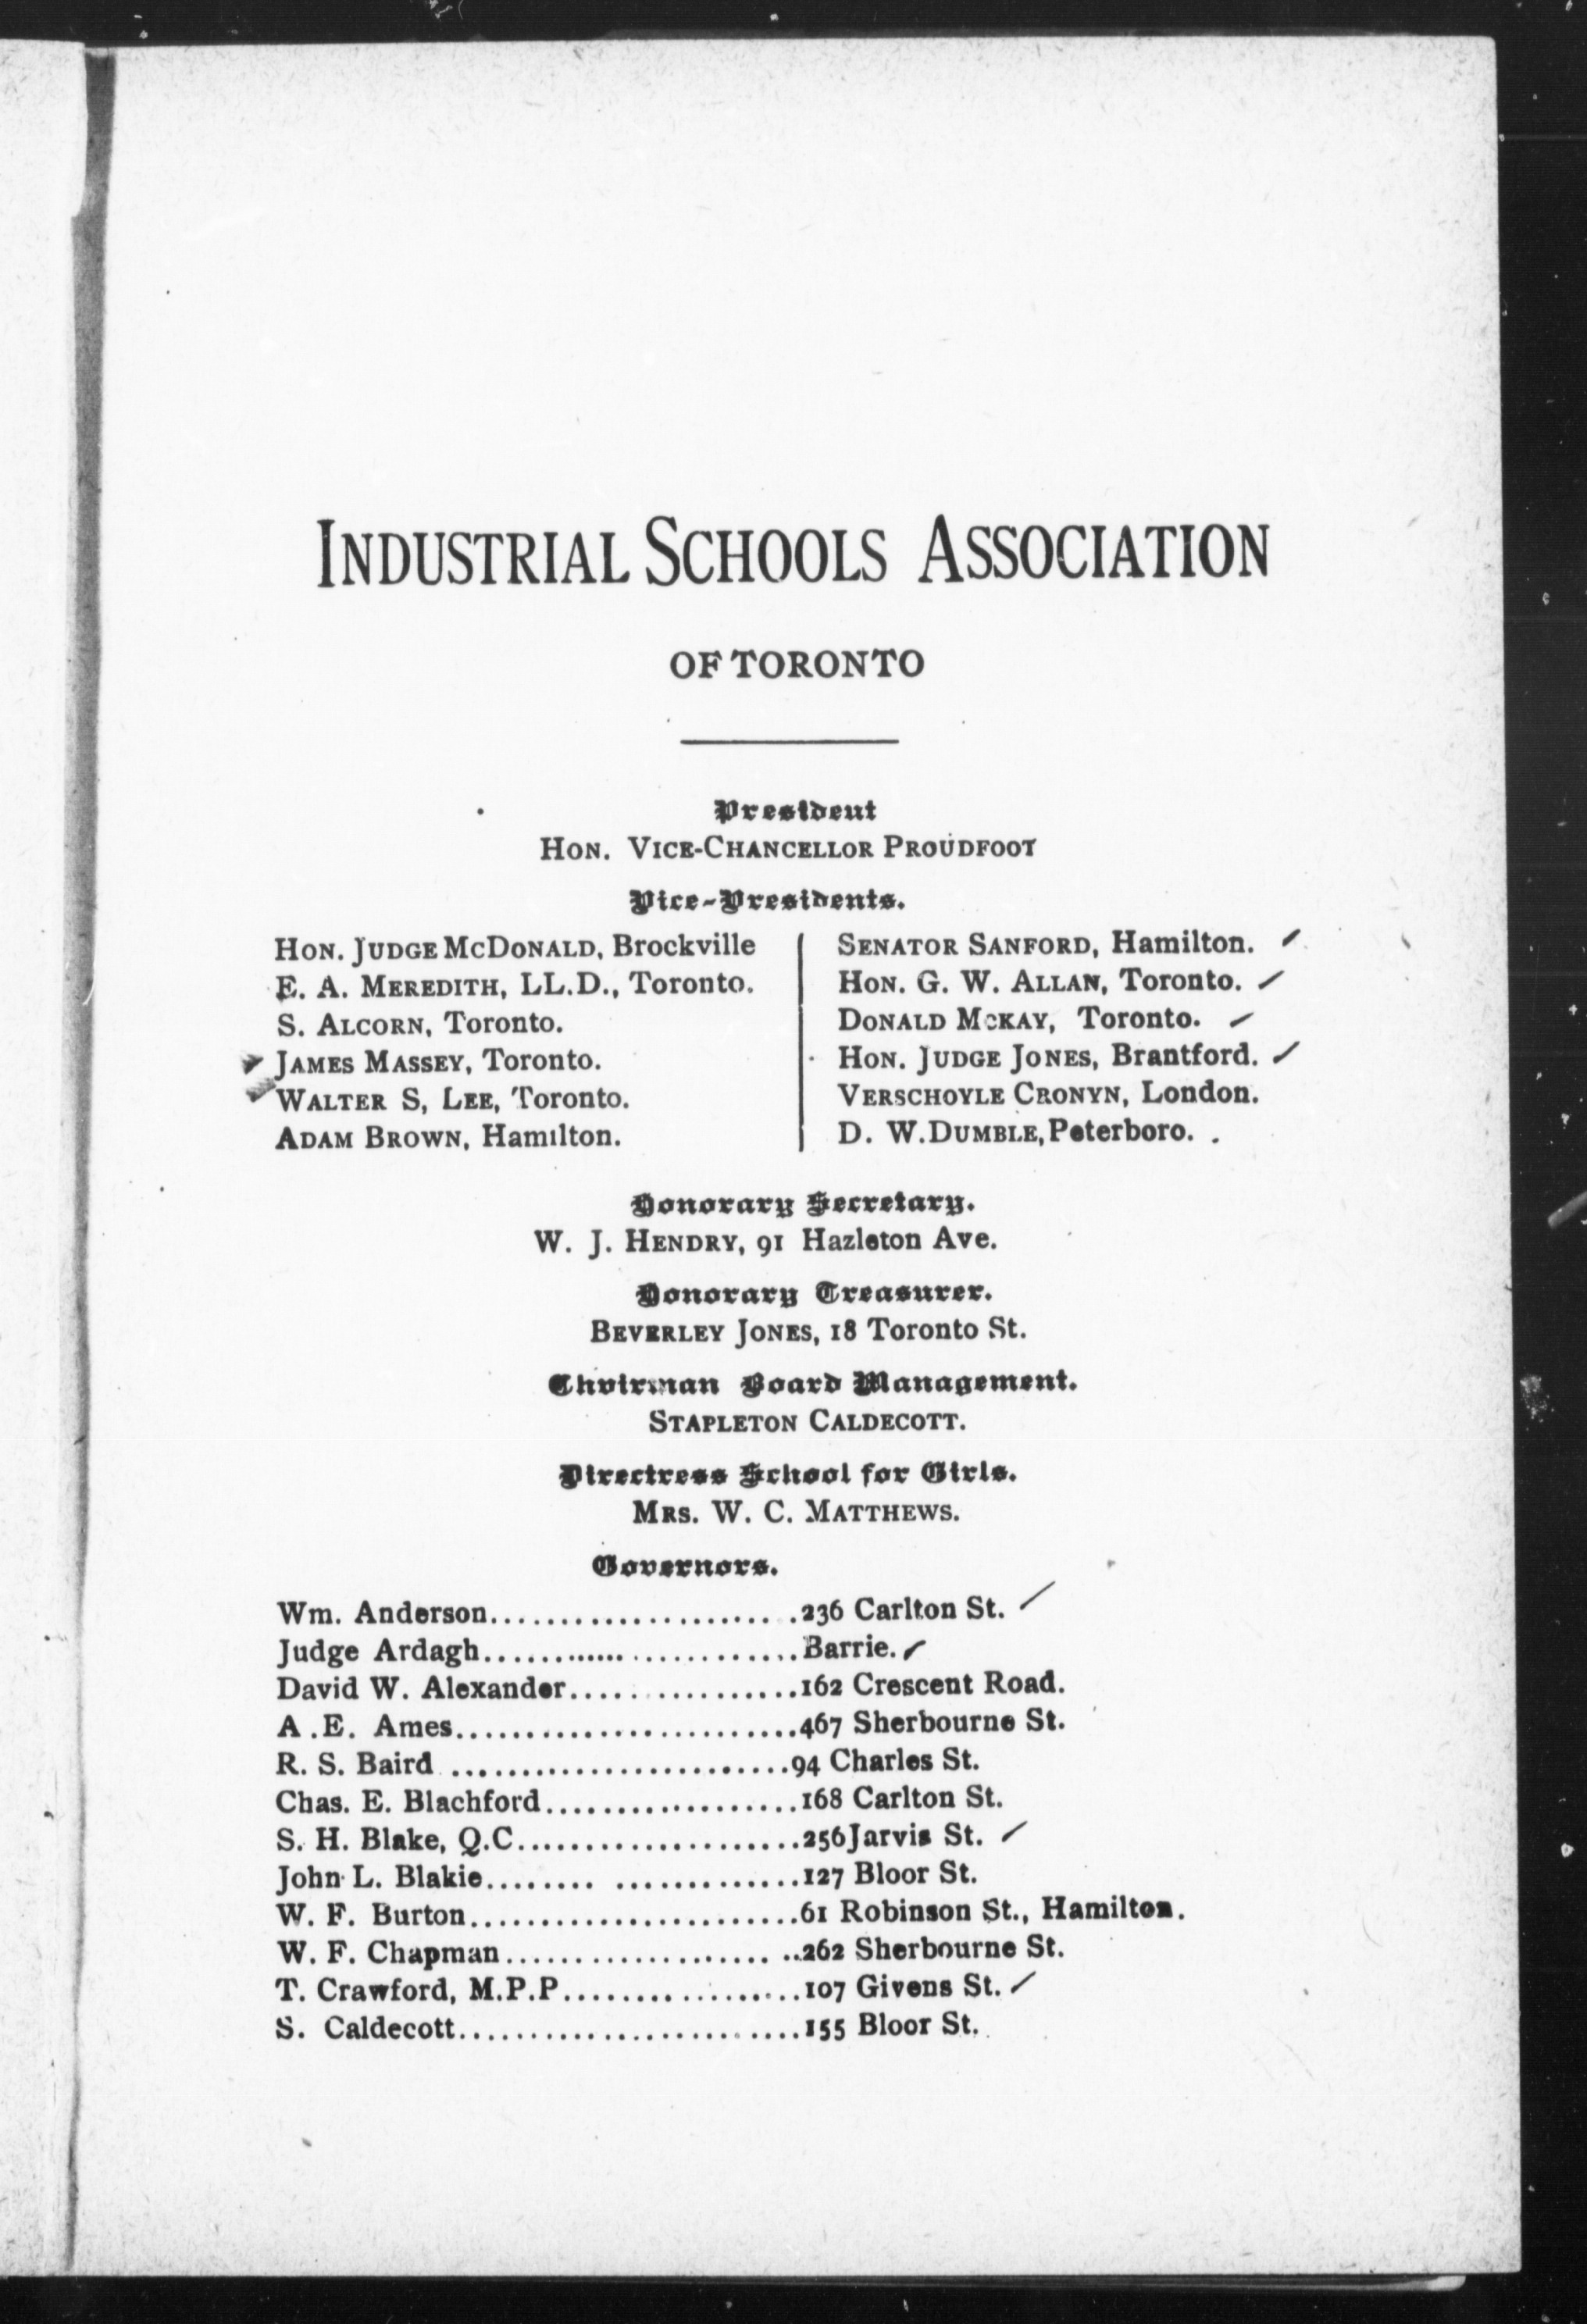 INDUSTRIAL SCHOOLS ASSOCIATION
OF TORONTO
President
HON. VICE-CHANCELLOR PROUDFOOT
Vice-Presidents.
HON. JUDGE MCDONALD, Brockville
E. A. MEREDITH, LL.D., Toronto.
S. ALCORN, Toronto.
JAMES MASSEY, Toronto.
WALTER S, LEE, Toronto.
ADAM BROWN, Hamilton.
SENATOR SANFORD, Hamilton.
HON. G. W. ALLAN, Toronto.
DONALD MCKAY, Toronto.
HON. JUDGE JONES, Brantford.
VERSCHOYLE CRONYN, London.
D. W. DUMBLE, Peterboro.
Honorary Secretary.
W. J. HENDRY, 91 Hazleton Ave.
Honorary Treasurer.
BEVERLEY JONES, 18 Toronto St.
Chairman Board Management.
STAPLETON CALDECOTT.
Directress School for Girls.
MRS. W. C. MATTHEWS.
Governors.
Wm. Anderson......................236 Carlton St.
Judge Ardagh......................Barrie.
David W. Alexander................162 Crescent Road.
A .E. Ames........................467 Sherbourne St.
R. S. Baird ........................94 Charles St.
Chas. E. Blachford..................168 Carlton St.
S. H. Blake, Q.C....................256 Jarvis St.
John L. Blakie........ .............127 Bloor St.
W. F. Burton........................61 Robinson St., Hamilton.
W. F. Chapman................... ..262 Sherbourne St.
T. Crawford, M.P.P.................107 Givens St.
S. Caldecott........................155 Bloor St.